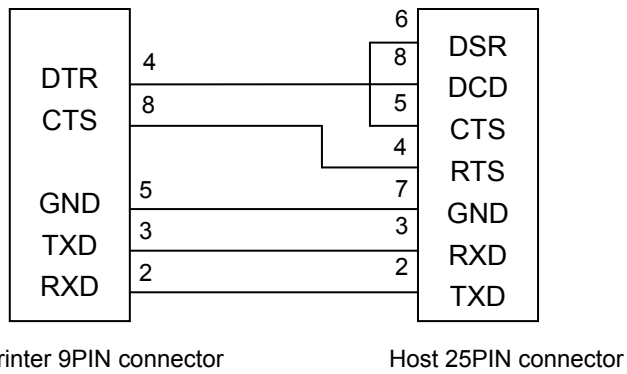 DTR
CTS
GND
TXD
RXD
4
8
5
3
2
6
8
5
4
7
3
2
DSR
DCD
CTS
RTS
GND
RXD
TXD
rinter 9PIN connector
Host 25PIN connector